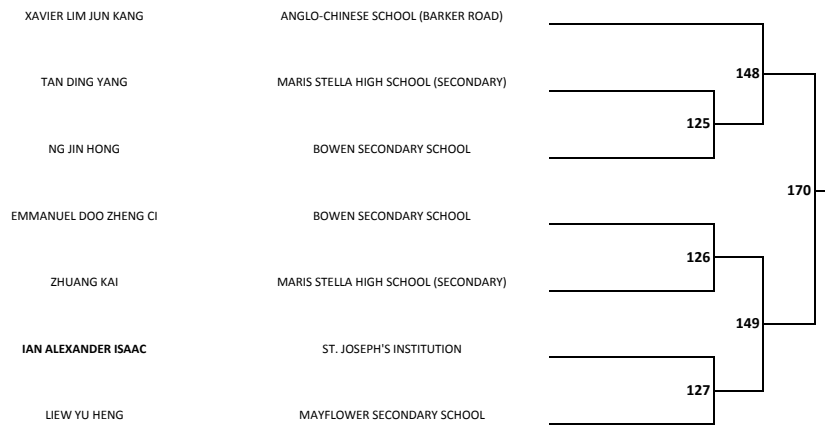 XAVIER LIM JUN KANG ANGLO-CHINESE SCHOOL (BARKER ROAD)
148
TAN DING YANG MARIS STELLA HIGH SCHOOL (SECONDARY)
125
NG JIN HONG BOWEN SECONDARY SCHOOL
170
EMMANUEL DOO ZHENG CI BOWEN SECONDARY SCHOOL
126
ZHUANG KAI MARIS STELLA HIGH SCHOOL (SECONDARY)
149
IAN ALEXANDER ISAAC ST. JOSEPH'S INSTITUTION
127
LIEW YU HENG MAYFLOWER SECONDARY SCHOOL